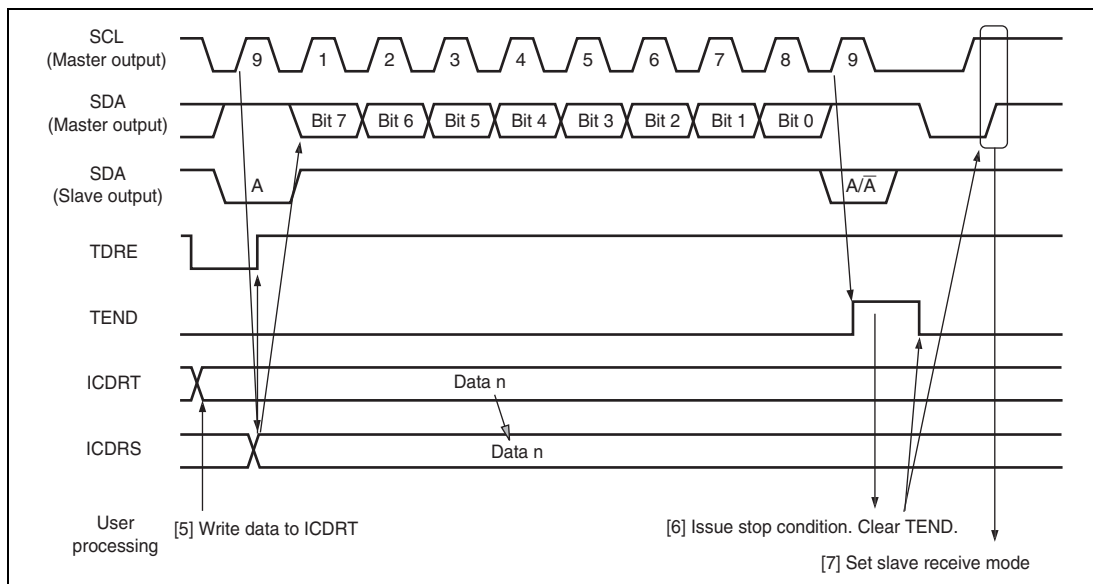 SCL
(Master output)
9 1 2 3 4 5 6 7 8 9
SDA
(Master output)
Bit 7 Bit 6 Bit 5 Bit 4 Bit 3 Bit 2 Bit 1 Bit 0
SDA
(Slave output)
A A/A̅
TDRE
TEND
ICDRT
Data n
ICDRS
Data n
User
processing
[5] Write data to ICDRT
[6] Issue stop condition. Clear TEND.
[7] Set slave receive mode